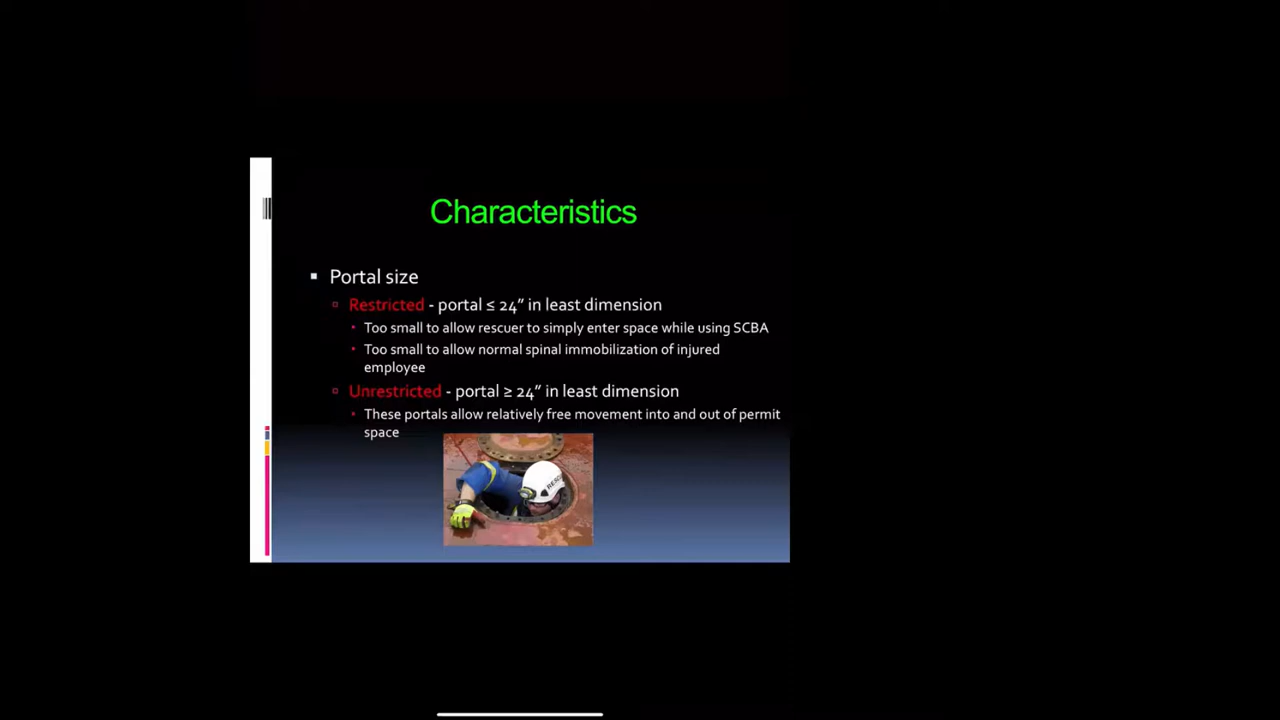 Characteristics
Portal size
Restricted - portal ≤ 24” in least dimension
Too small to allow rescuer to simply enter space while using SCBA
Too small to allow normal spinal immobilization of injured
employee
Unrestricted - portal ≥ 24” in least dimension
These portals allow relatively free movement into and out of permit
space